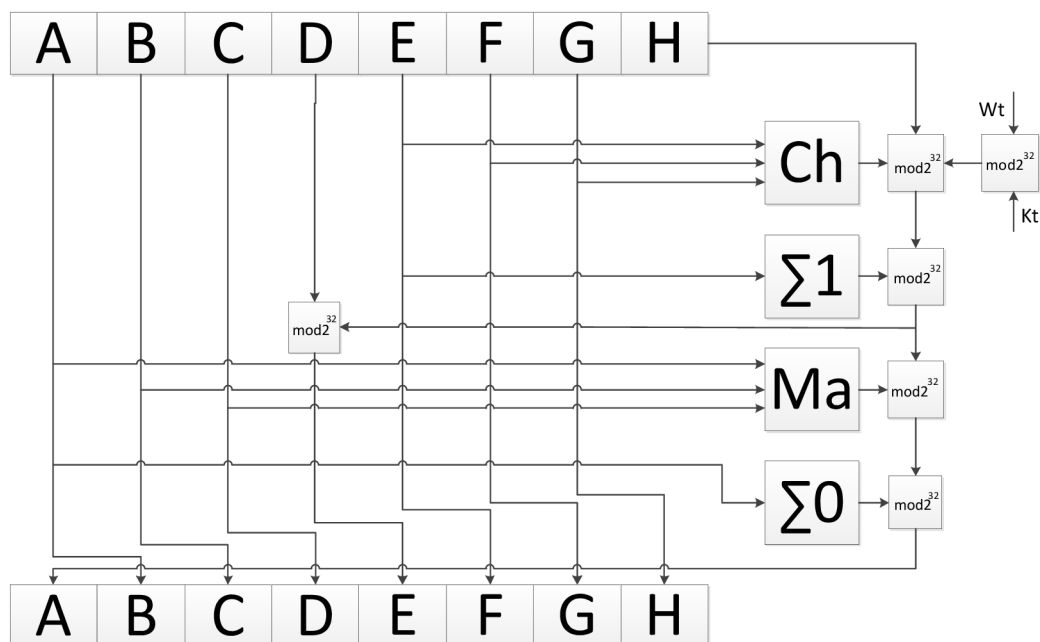 A B C D E F G H
Wt
Ch mod2^32 mod2^32
Kt
∑1 mod2^32
mod2^32
Ma mod2^32
∑0 mod2^32
A B C D E F G H